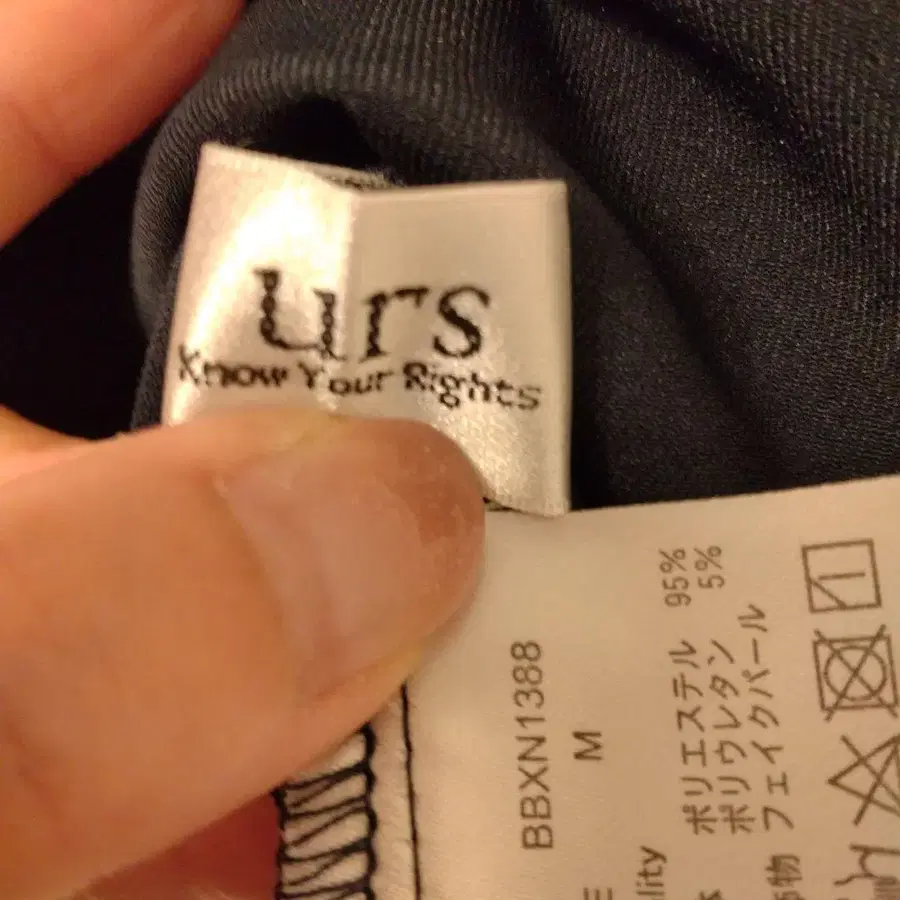 urs
Know Your Rights
BBXN1388
M
ポリエステル 95%
ポリウレタン 5%
フェイクパール